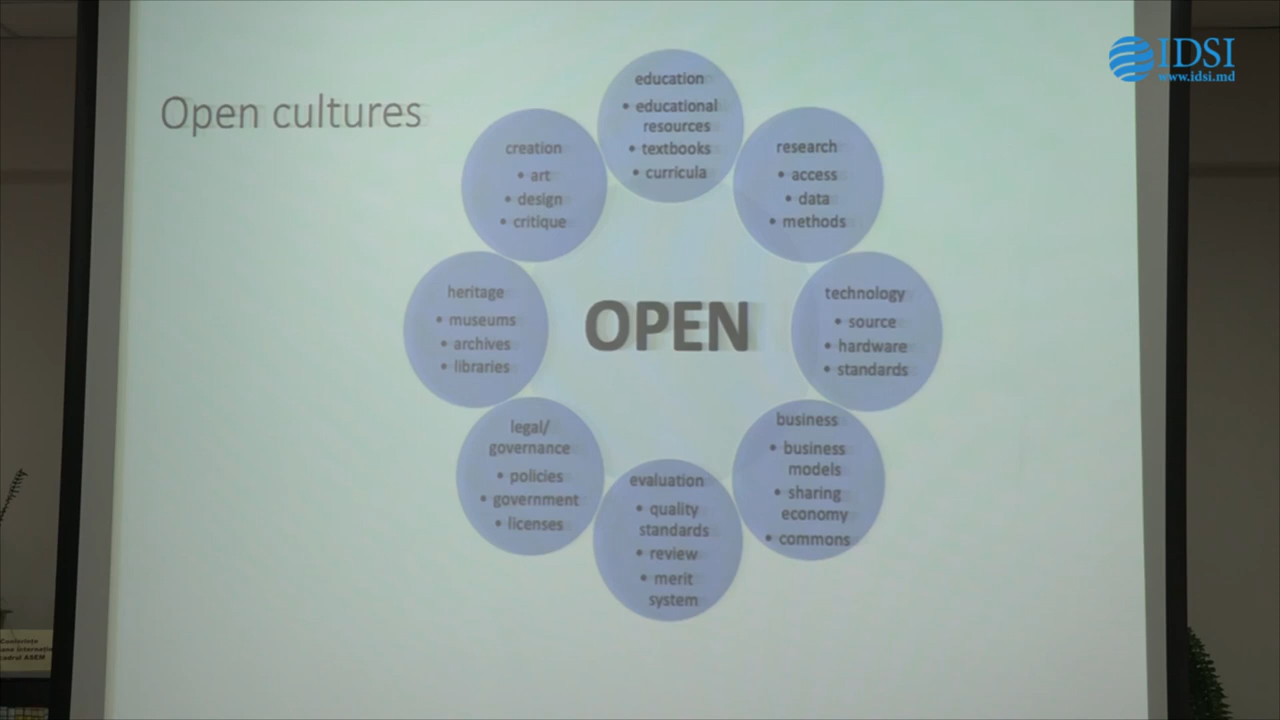 IDSI
www.idsi.md
Open cultures
education
• educational
resources
• textbooks
• curricula
research
• access
• data
• methods
technology
• source
• hardware
• standards
business
• business
models
• sharing
economy
• commons
evaluation
• quality
standards
• review
• merit
system
legal/
governance
• policies
• government
• licenses
heritage
• museums
• archives
• libraries
creation
• art
• design
• critique
OPEN
cadrul ASEM